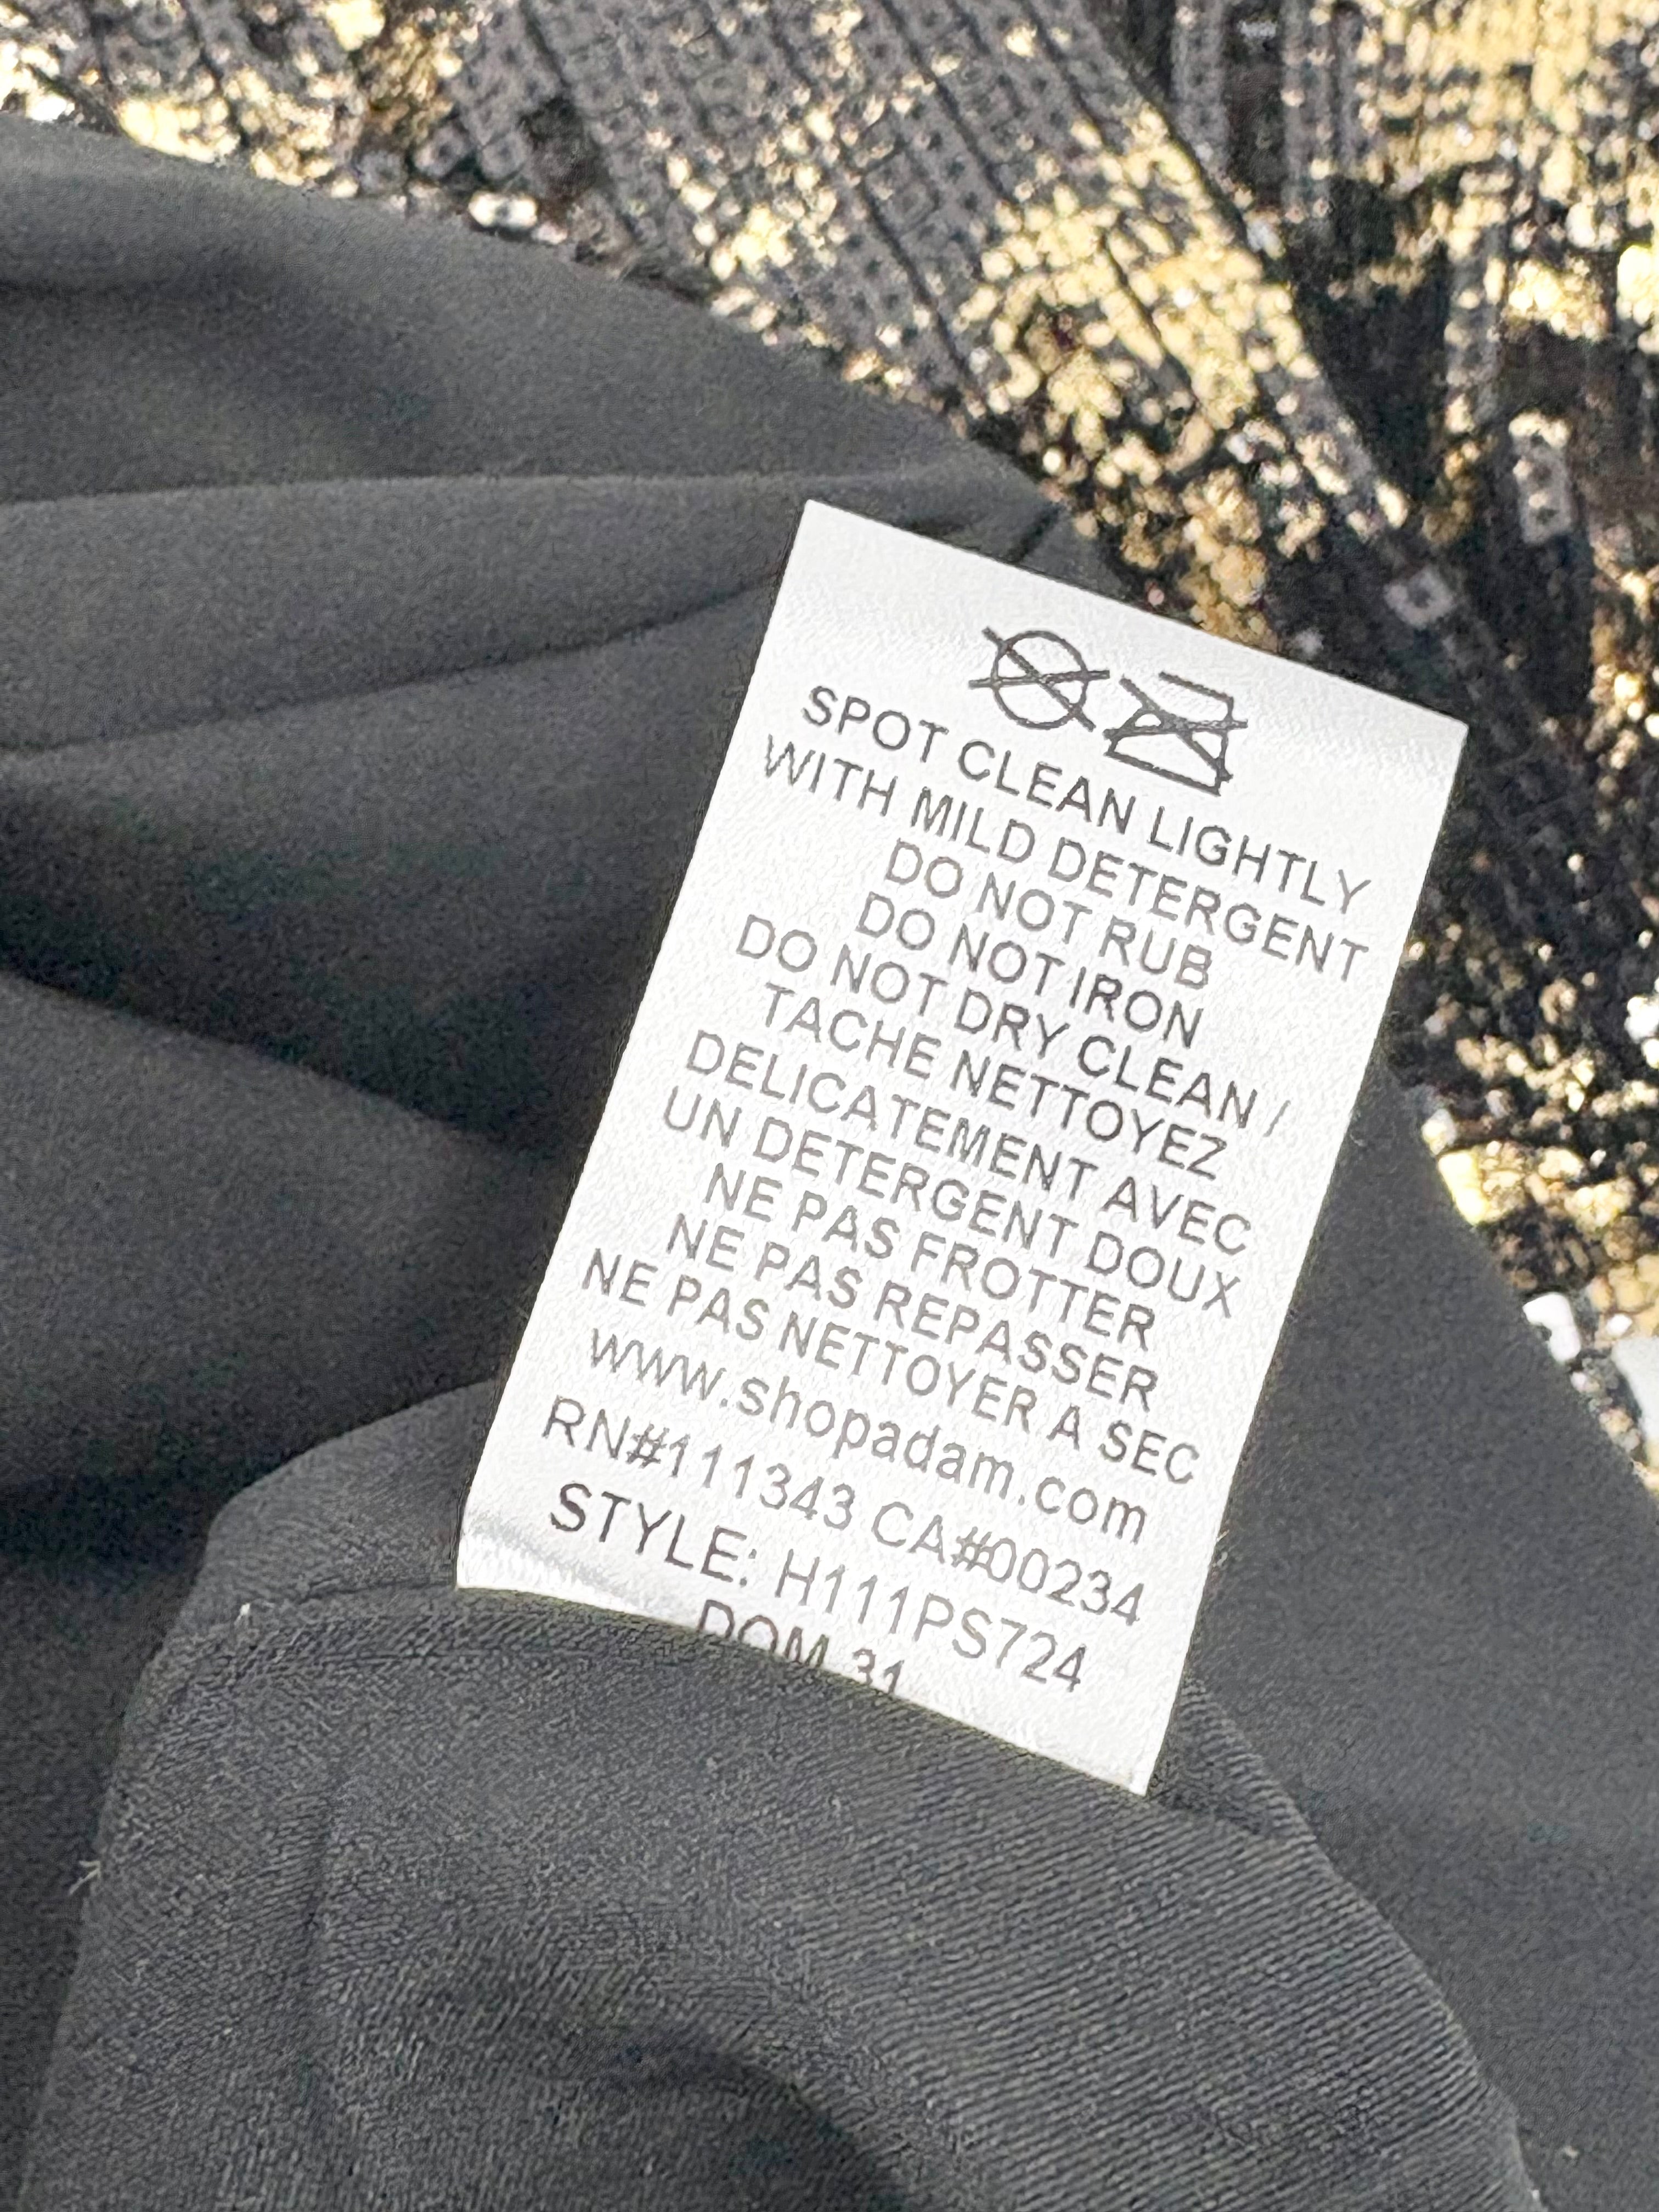 SPOT CLEAN LIGHTLY
WITH MILD DETERGENT
DO NOT RUB
DO NOT IRON
DO NOT DRY CLEAN /
TACHE NETTOYEZ
DELICATEMENT AVEC
UN DETERGENT DOUX
NE PAS FROTTER
NE PAS REPASSER
NE PAS NETTOYER A SEC
www.shopadam.com
RN#111343 CA#00234
STYLE: H111PS724
DOM 31